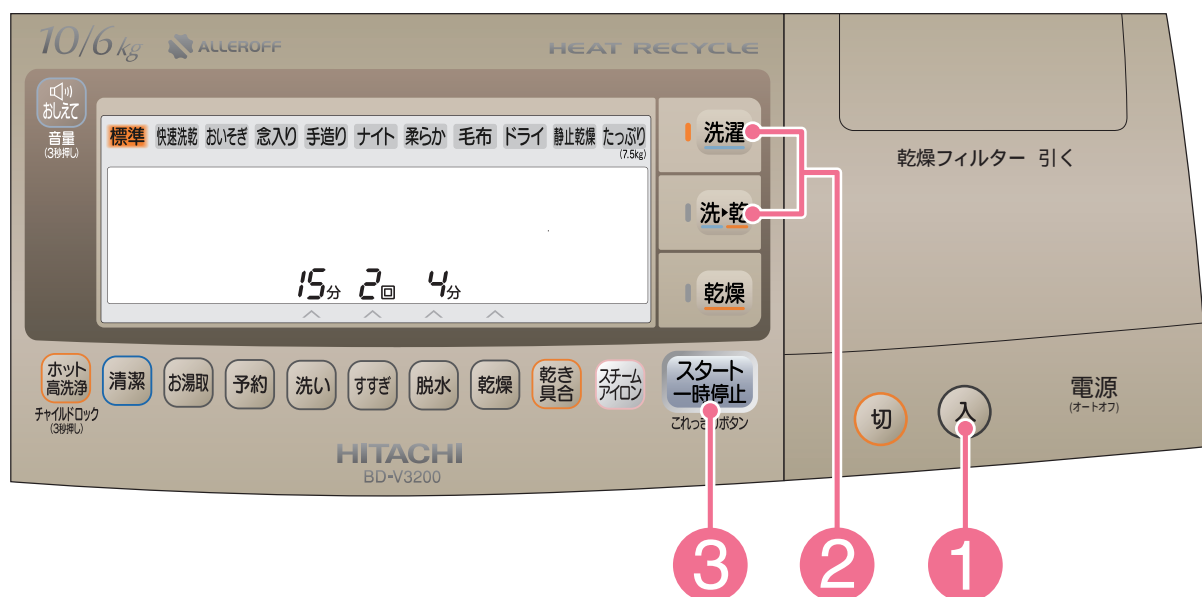 10/6kg ALLEROFF HEAT RECYCLE
おしえて
音量
(3秒押し)
標準 快速洗乾 おいそぎ 念入り 手造り ナイト 柔らか 毛布 ドライ 静止乾燥 たっぷり
(7.5kg)
15分 2回 4分
洗濯
洗▸乾
乾燥
乾燥フィルター 引く
ホット
高洗浄
チャイルドロック
(3秒押し)
清潔
お湯取
予約
洗い
すすぎ
脱水
乾燥
乾き
具合
スチーム
アイロン
スタート
一時停止
これっきりボタン
切
入
電源
(オートオフ)
HITACHI
BD-V3200
3 2 1